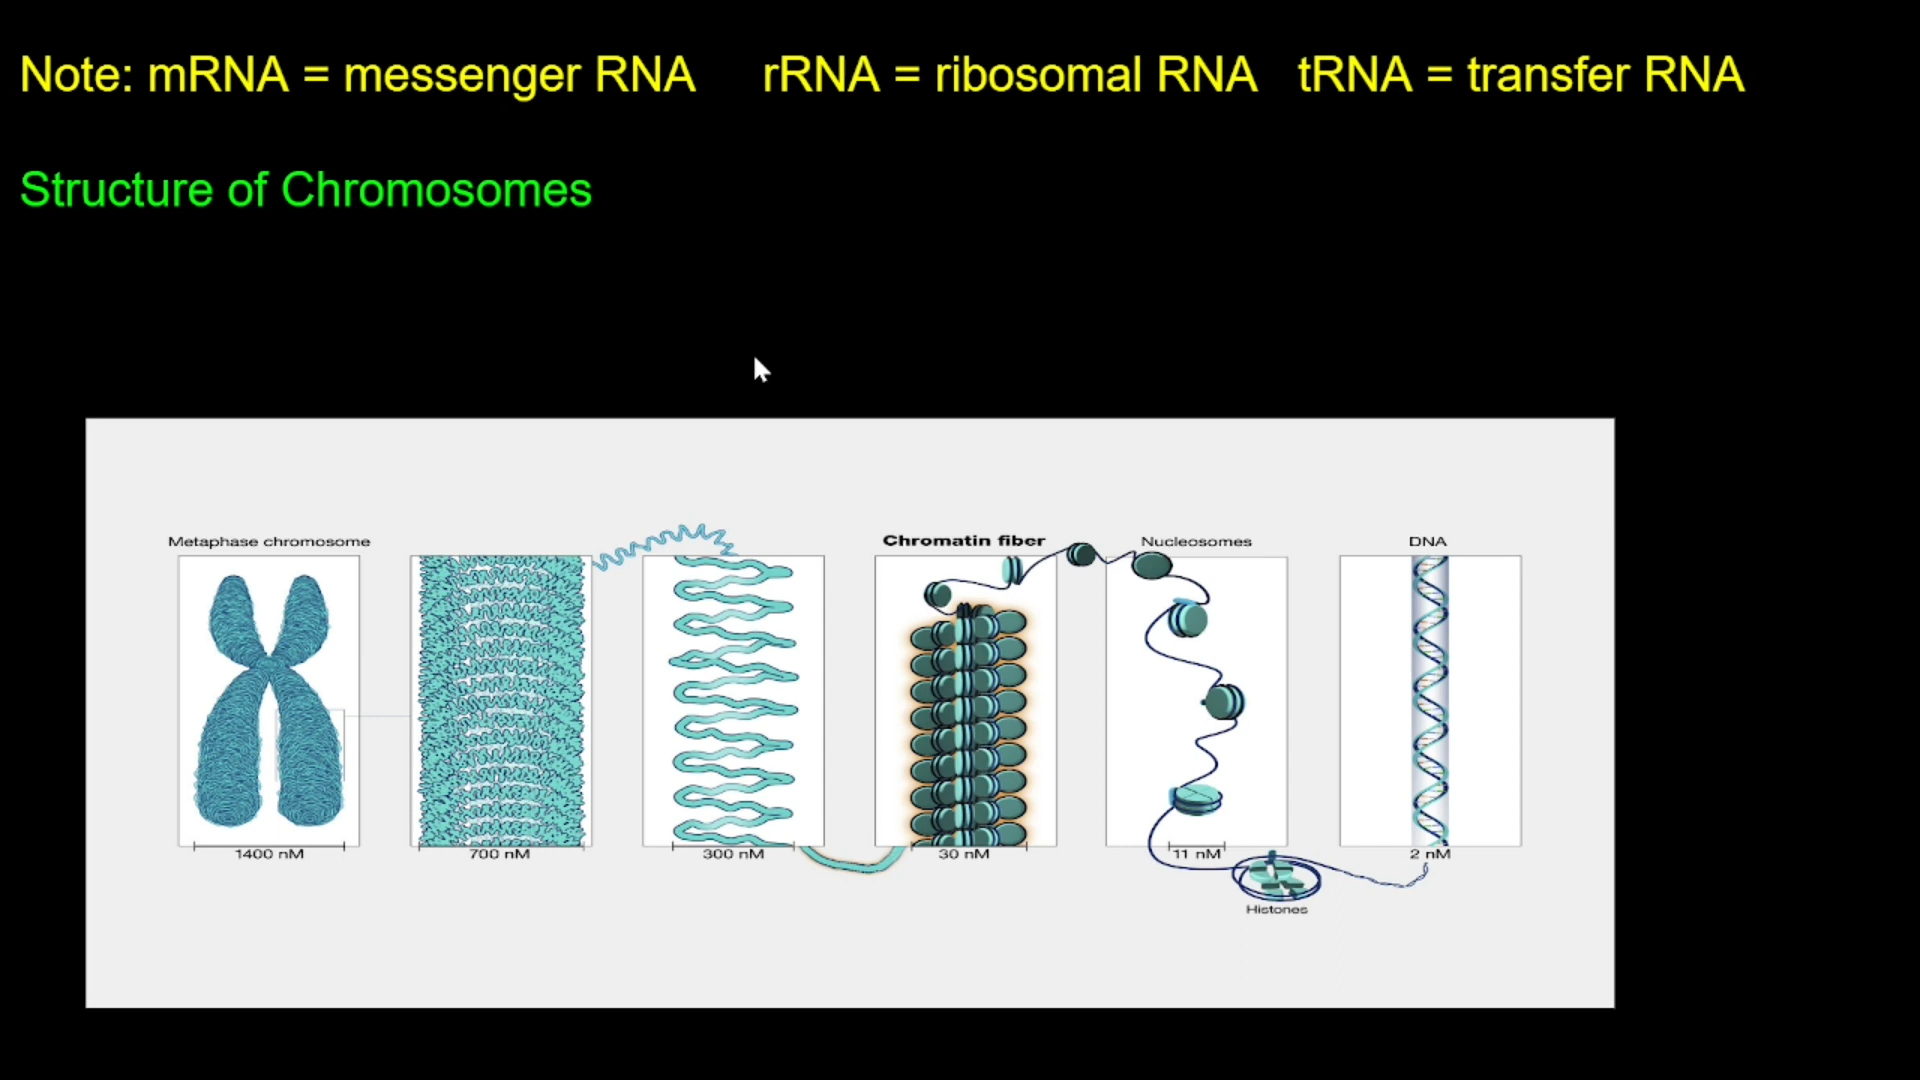 Note: mRNA = messenger RNA rRNA = ribosomal RNA tRNA = transfer RNA
Structure of Chromosomes
Metaphase chromosome
Chromatin fiber
Nucleosomes
DNA
1400 nM
700 nM
300 nM
30 nM
11 nM
2 nM
Histones